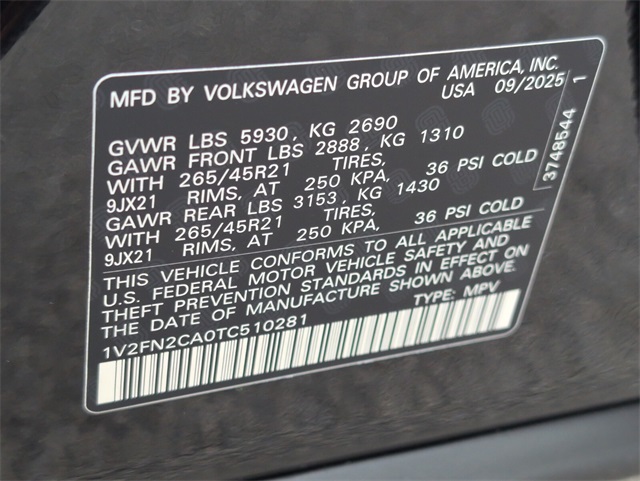 MFD BY VOLKSWAGEN GROUP OF AMERICA, INC.
USA 09/2025
GVWR LBS 5930, KG 2690
GAWR FRONT LBS 2888, KG 1310
WITH 265/45R21 TIRES,
9JX21 RIMS, AT 250 KPA, 36 PSI COLD
GAWR REAR LBS 3153, KG 1430
WITH 265/45R21 TIRES,
9JX21 RIMS, AT 250 KPA, 36 PSI COLD
THIS VEHICLE CONFORMS TO ALL APPLICABLE
U.S. FEDERAL MOTOR VEHICLE SAFETY AND
THEFT PREVENTION STANDARDS IN EFFECT ON
THE DATE OF MANUFACTURE SHOWN ABOVE.
1V2FN2CA0TC510281 TYPE: MPV
3748544 1